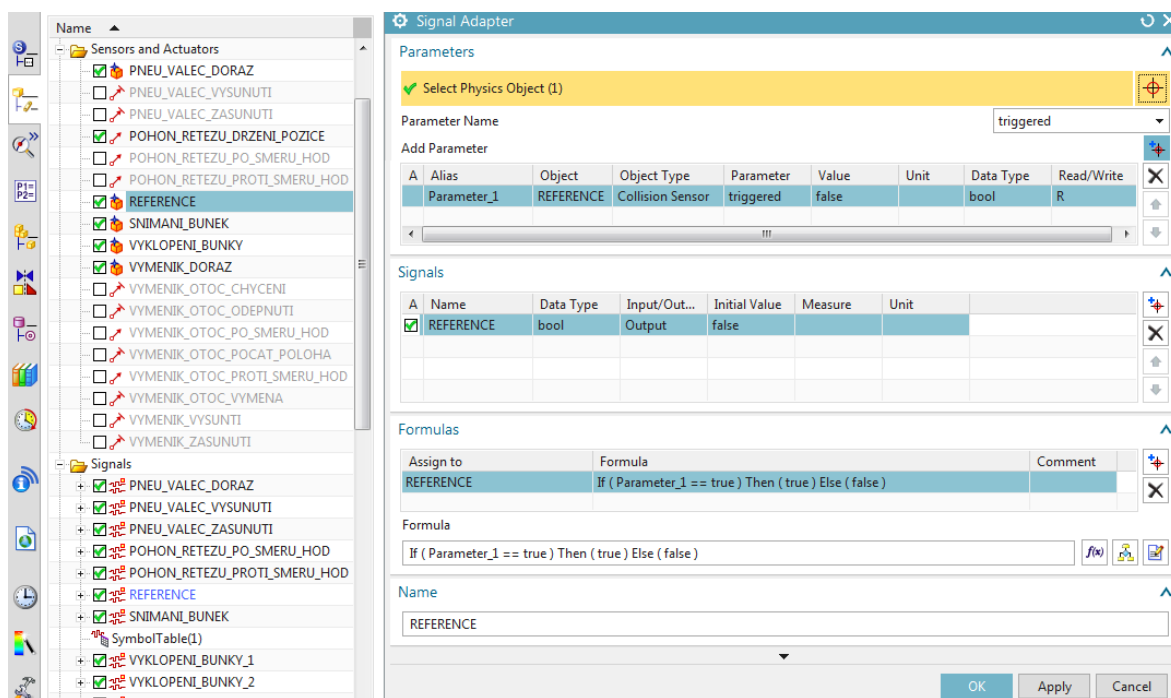 Name
Sensors and Actuators
PNEU_VALEC_DORAZ
PNEU_VALEC_VYSUNUTI
PNEU_VALEC_ZASUNUTI
POHON_RETEZU_DRZENI_POZICE
POHON_RETEZU_PO_SMERU_HOD
POHON_RETEZU_PROTI_SMERU_HOD
REFERENCE
SNIMANI_BUNEK
VYKLOPENI_BUNKY
VYMENIK_DORAZ
VYMENIK_OTOC_CHYCENI
VYMENIK_OTOC_ODEPNUTI
VYMENIK_OTOC_PO_SMERU_HOD
VYMENIK_OTOC_POCAT_POLOHA
VYMENIK_OTOC_PROTI_SMERU_HOD
VYMENIK_OTOC_VYMENA
VYMENIK_VYSUNTI
VYMENIK_ZASUNUTI
Signals
PNEU_VALEC_DORAZ
PNEU_VALEC_VYSUNUTI
PNEU_VALEC_ZASUNUTI
POHON_RETEZU_PO_SMERU_HOD
POHON_RETEZU_PROTI_SMERU_HOD
REFERENCE
SNIMANI_BUNEK
SymbolTable(1)
VYKLOPENI_BUNKY_1
VYKLOPENI_BUNKY_2
P1=
P2=
Signal Adapter
Parameters
Select Physics Object (1)
Parameter Name triggered
Add Parameter
A Alias Object Object Type Parameter Value Unit Data Type Read/Write
Parameter_1 REFERENCE Collision Sensor triggered false bool R
Signals
A Name Data Type Input/Out... Initial Value Measure Unit
REFERENCE bool Output false
Formulas
Assign to Formula Comment
REFERENCE If ( Parameter_1 == true ) Then ( true ) Else ( false )
Formula
If ( Parameter_1 == true ) Then ( true ) Else ( false ) f(x)
Name
REFERENCE
OK Apply Cancel